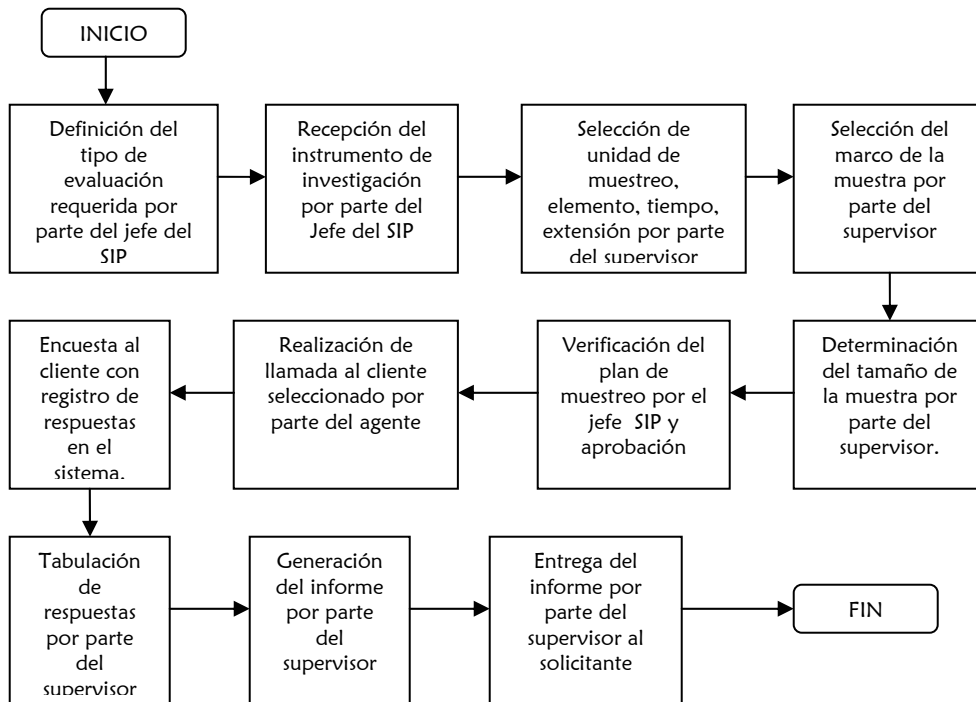 INICIO
Definición del
tipo de
evaluación
requerida por
parte del jefe del
SIP
Recepción del
instrumento de
investigación
por parte del
Jefe del SIP
Selección de
unidad de
muestreo,
elemento, tiempo,
extensión por parte
del supervisor
Selección del
marco de la
muestra por
parte del
supervisor
Determinación
del tamaño de
la muestra por
parte del
supervisor.
Verificación del
plan de
muestreo por el
jefe SIP y
aprobación
Realización de
llamada al cliente
seleccionado por
parte del agente
Encuesta al
cliente con
registro de
respuestas
en el
sistema.
Tabulación
de
respuestas
por parte
del
supervisor
Generación
del informe
por parte
del
supervisor
Entrega del
informe por
parte del
supervisor al
solicitante
FIN